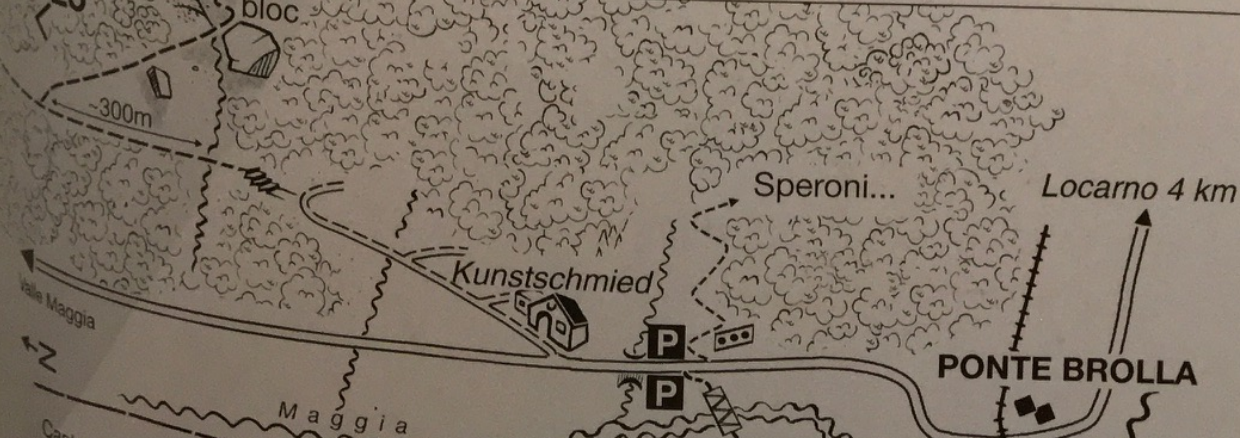 bloc
~300m
Speroni...
Locarno 4 km
Kunstschmied
Valle Maggia
P
PONTE BROLLA
N
P
Maggia